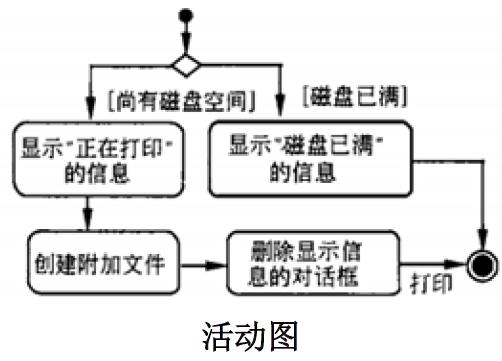 [尚有磁盘空间]
[磁盘已满]
显示“正在打印”
的信息
显示“磁盘已满”
的信息
创建附加文件
删除显示信
息的对话框
打印
活动图